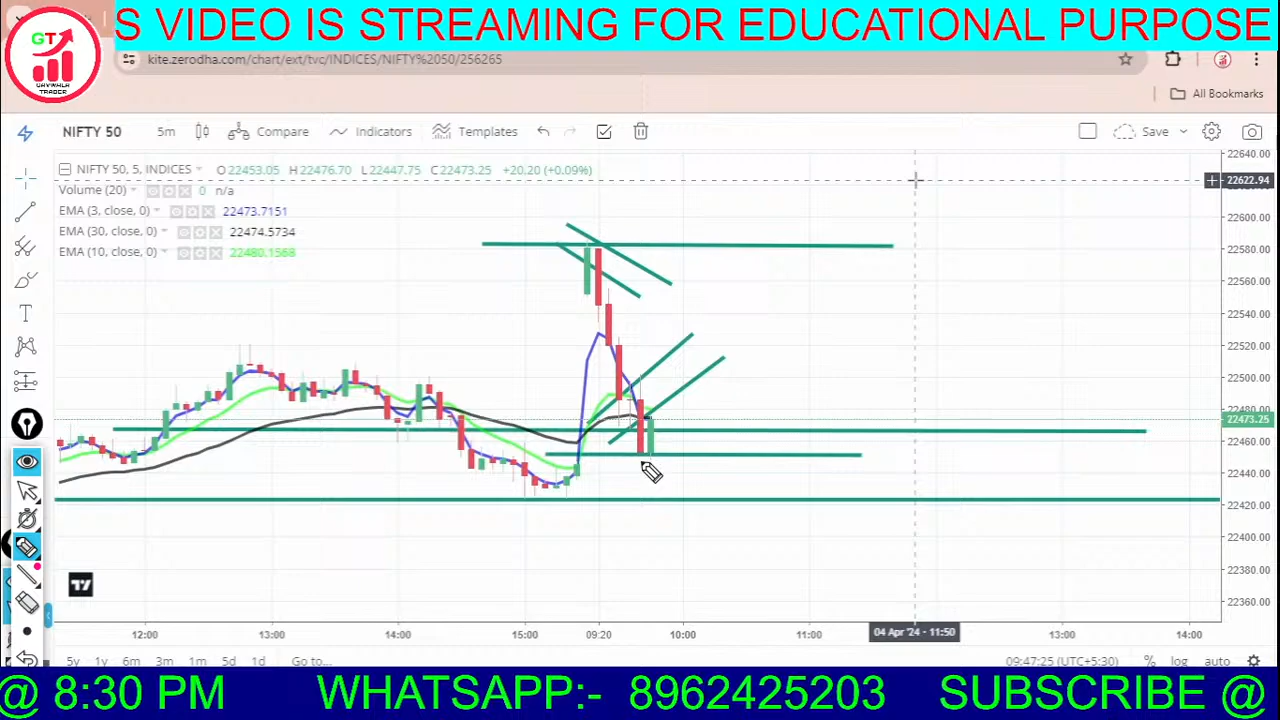 S VIDEO IS STREAMING FOR EDUCATIONAL PURPOSE
GT
kite.zerodha.com/chart/ext/tvc/INDICES/NIFTY%2050/256265
GHYWALA
TRADER
All Bookmarks
NIFTY 50 5m Compare Indicators Templates Save
NIFTY 50, 5, INDICES O22453.05 H22476.70 L22447.75 C22473.25 +20.20 (+0.09%)
Volume (20) 0 n/a
EMA (3, close, 0) 22473.7151
EMA (30, close, 0) 22474.5734
EMA (10, close, 0) 22480.1568
22640.00
22622.94
22600.00
22580.00
22560.00
22540.00
22520.00
22500.00
22480.00
22473.25
22460.00
22440.00
22420.00
22400.00
22380.00
22360.00
12:00 13:00 14:00 15:00 09:20 10:00 11:00 04 Apr '24 - 11:50 13:00 14:00
5y 1y 6m 3m 1m 5d 1d Go to... 09:47:25 (UTC+5:30) % log auto
@ 8:30 PM WHATSAPP:- 8962425203 SUBSCRIBE @